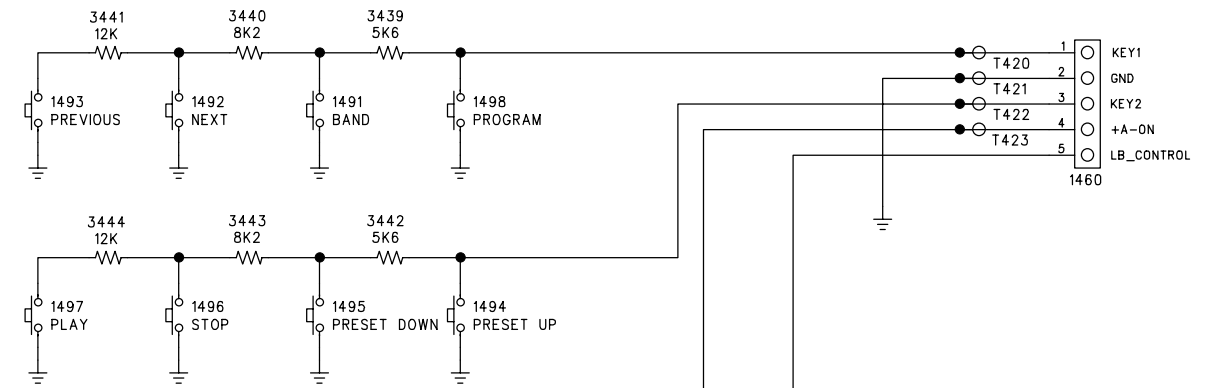 3441 3440 3439
12K 8K2 5K6
1 KEY1
T420
2 GND
T421
3 KEY2
T422
4 +A-ON
T423
5 LB_CONTROL
1460
1493 1492 1491 1498
PREVIOUS NEXT BAND PROGRAM
3444 3443 3442
12K 8K2 5K6
1497 1496 1495 1494
PLAY STOP PRESET DOWN PRESET UP